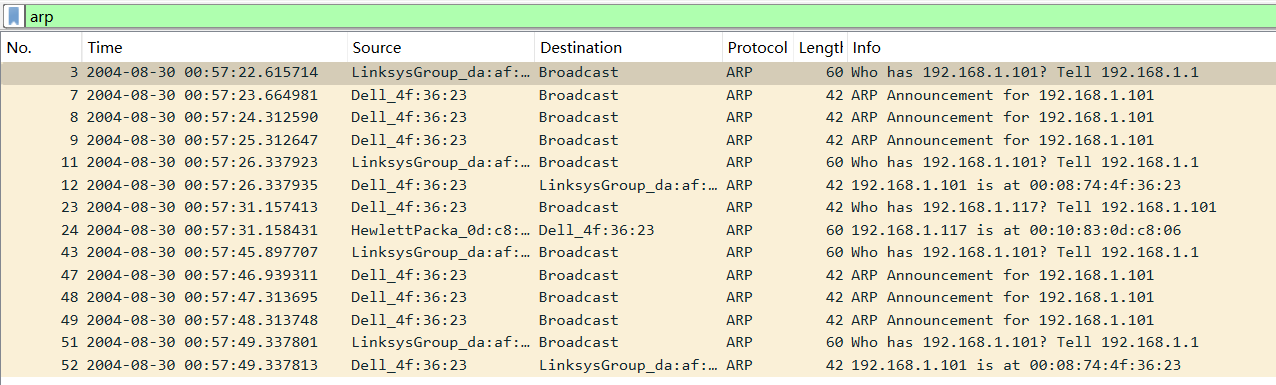 arp
No. Time Source Destination Protocol Lengtl Info
3 2004-08-30 00:57:22.615714 LinksysGroup_da:af:… Broadcast ARP 60 Who has 192.168.1.101? Tell 192.168.1.1
7 2004-08-30 00:57:23.664981 Dell_4f:36:23 Broadcast ARP 42 ARP Announcement for 192.168.1.101
8 2004-08-30 00:57:24.312590 Dell_4f:36:23 Broadcast ARP 42 ARP Announcement for 192.168.1.101
9 2004-08-30 00:57:25.312647 Dell_4f:36:23 Broadcast ARP 42 ARP Announcement for 192.168.1.101
11 2004-08-30 00:57:26.337923 LinksysGroup_da:af:… Broadcast ARP 60 Who has 192.168.1.101? Tell 192.168.1.1
12 2004-08-30 00:57:26.337935 Dell_4f:36:23 LinksysGroup_da:af:… ARP 42 192.168.1.101 is at 00:08:74:4f:36:23
23 2004-08-30 00:57:31.157413 Dell_4f:36:23 Broadcast ARP 42 Who has 192.168.1.117? Tell 192.168.1.101
24 2004-08-30 00:57:31.158431 HewlettPacka_0d:c8:… Dell_4f:36:23 ARP 60 192.168.1.117 is at 00:10:83:0d:c8:06
43 2004-08-30 00:57:45.897707 LinksysGroup_da:af:… Broadcast ARP 60 Who has 192.168.1.101? Tell 192.168.1.1
47 2004-08-30 00:57:46.939311 Dell_4f:36:23 Broadcast ARP 42 ARP Announcement for 192.168.1.101
48 2004-08-30 00:57:47.313695 Dell_4f:36:23 Broadcast ARP 42 ARP Announcement for 192.168.1.101
49 2004-08-30 00:57:48.313748 Dell_4f:36:23 Broadcast ARP 42 ARP Announcement for 192.168.1.101
51 2004-08-30 00:57:49.337801 LinksysGroup_da:af:… Broadcast ARP 60 Who has 192.168.1.101? Tell 192.168.1.1
52 2004-08-30 00:57:49.337813 Dell_4f:36:23 LinksysGroup_da:af:… ARP 42 192.168.1.101 is at 00:08:74:4f:36:23